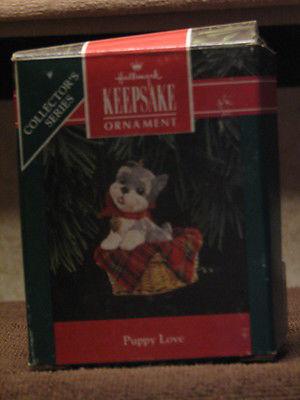 COLLECTOR'S
SERIES
Hallmark
KEEPSAKE
ORNAMENT
Puppy Love